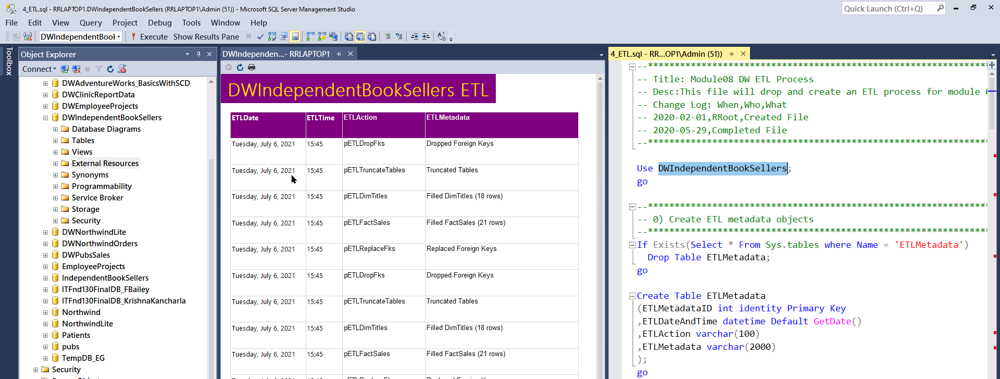 4_ETL.sql - RRLAPTOP1.DWIndependentBookSellers (RRLAPTOP1\Admin (51)) - Microsoft SQL Server Management Studio
Quick Launch (Ctrl+Q)
File Edit View Query Project Debug Tools Window Help
DWIndependentBook Execute Show Results Pane
Toolbox
Object Explorer
Connect
DWAdventureWorks_BasicsWithSCD
DWClinicReportData
DWEmployeeProjects
DWIndependentBookSellers
Database Diagrams
Tables
Views
External Resources
Synonyms
Programmability
Service Broker
Storage
Security
DWNorthwindLite
DWNorthwindOrders
DWPubsSales
EmployeeProjects
IndependentBookSellers
ITFnd130FinalDB_FBailey
ITFnd130FinalDB_KrishnaKancharla
Northwind
NorthwindLite
Patients
pubs
TempDB_EG
Security
DWIndependen...- RRLAPTOP1
DWIndependentBookSellers ETL
ETLDate ETLTime ETLAction ETLMetadata
Tuesday, July 6, 2021 15:45 pETLDropFks Dropped Foreign Keys
Tuesday, July 6, 2021 15:45 pETLTruncateTables Truncated Tables
Tuesday, July 6, 2021 15:45 pETLDimTitles Filled DimTitles (18 rows)
Tuesday, July 6, 2021 15:45 pETLFactSales Filled FactSales (21 rows)
Tuesday, July 6, 2021 15:45 pETLReplaceFks Replaced Foreign Keys
Tuesday, July 6, 2021 15:45 pETLDropFks Dropped Foreign Keys
Tuesday, July 6, 2021 15:45 pETLTruncateTables Truncated Tables
Tuesday, July 6, 2021 15:45 pETLDimTitles Filled DimTitles (18 rows)
Tuesday, July 6, 2021 15:45 pETLFactSales Filled FactSales (21 rows)
4_ETL.sql - RR...OP1\Admin (51))
--*****************************************************************
-- Title: Module08 DW ETL Process
-- Desc:This file will drop and create an ETL process for module
-- Change Log: When,Who,What
-- 2020-02-01,RRoot,Created File
-- 2020-05-29,Completed File
--*****************************************************************
Use DWIndependentBookSellers;
go
--*****************************************************************
-- 0) Create ETL metadata objects
--*****************************************************************
If Exists(Select * From Sys.tables where Name = 'ETLMetadata')
Drop Table ETLMetadata;
go
Create Table ETLMetadata
(ETLMetadataID int identity Primary Key
,ETLDateAndTime datetime Default GetDate()
,ETLAction varchar(100)
,ETLMetadata varchar(2000)
);
go